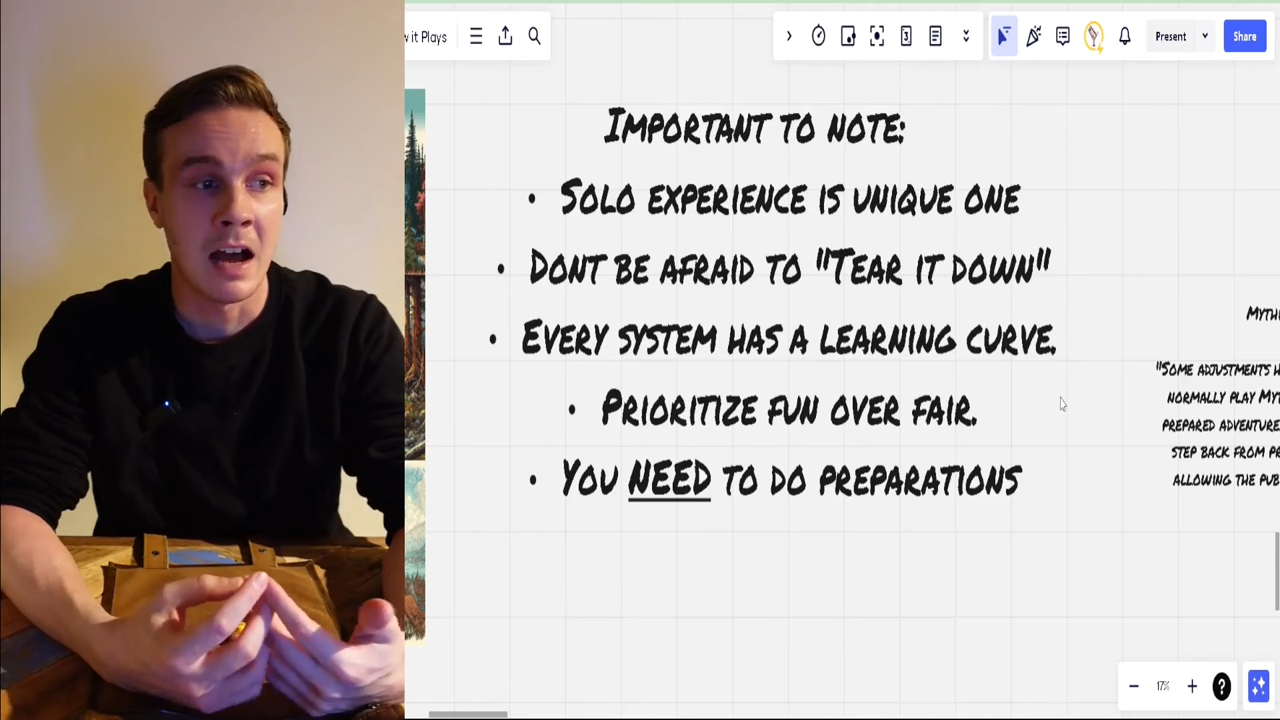 it Plays
Present
Share
IMPORTANT TO NOTE:
• SOLO EXPERIENCE IS UNIQUE ONE
• DONT BE AFRAID TO "TEAR IT DOWN"
• EVERY SYSTEM HAS A LEARNING CURVE.
• PRIORITIZE FUN OVER FAIR.
• YOU NEED TO DO PREPARATIONS
"SOME ADJUSTMENTS
NORMALLY PLAY
PREPARED
STEP BACK FROM
ALLOWING THE
17%